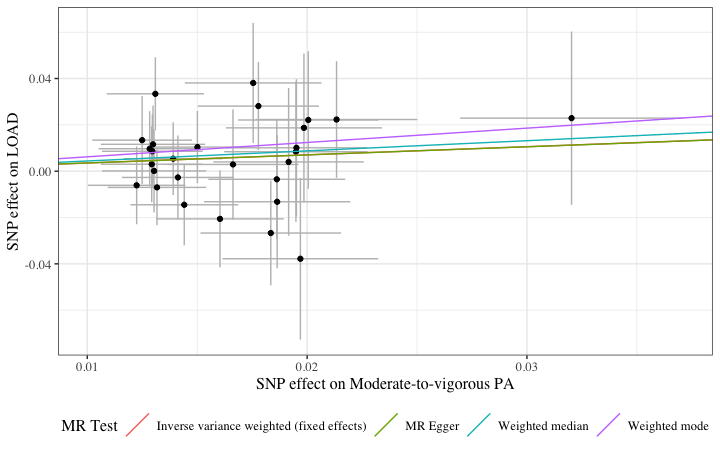 SNP effect on LOAD
0.04
0.00
-0.04
0.01
0.02
0.03
SNP effect on Moderate-to-vigorous PA
MR Test
Inverse variance weighted (fixed effects)
MR Egger
Weighted median
Weighted mode